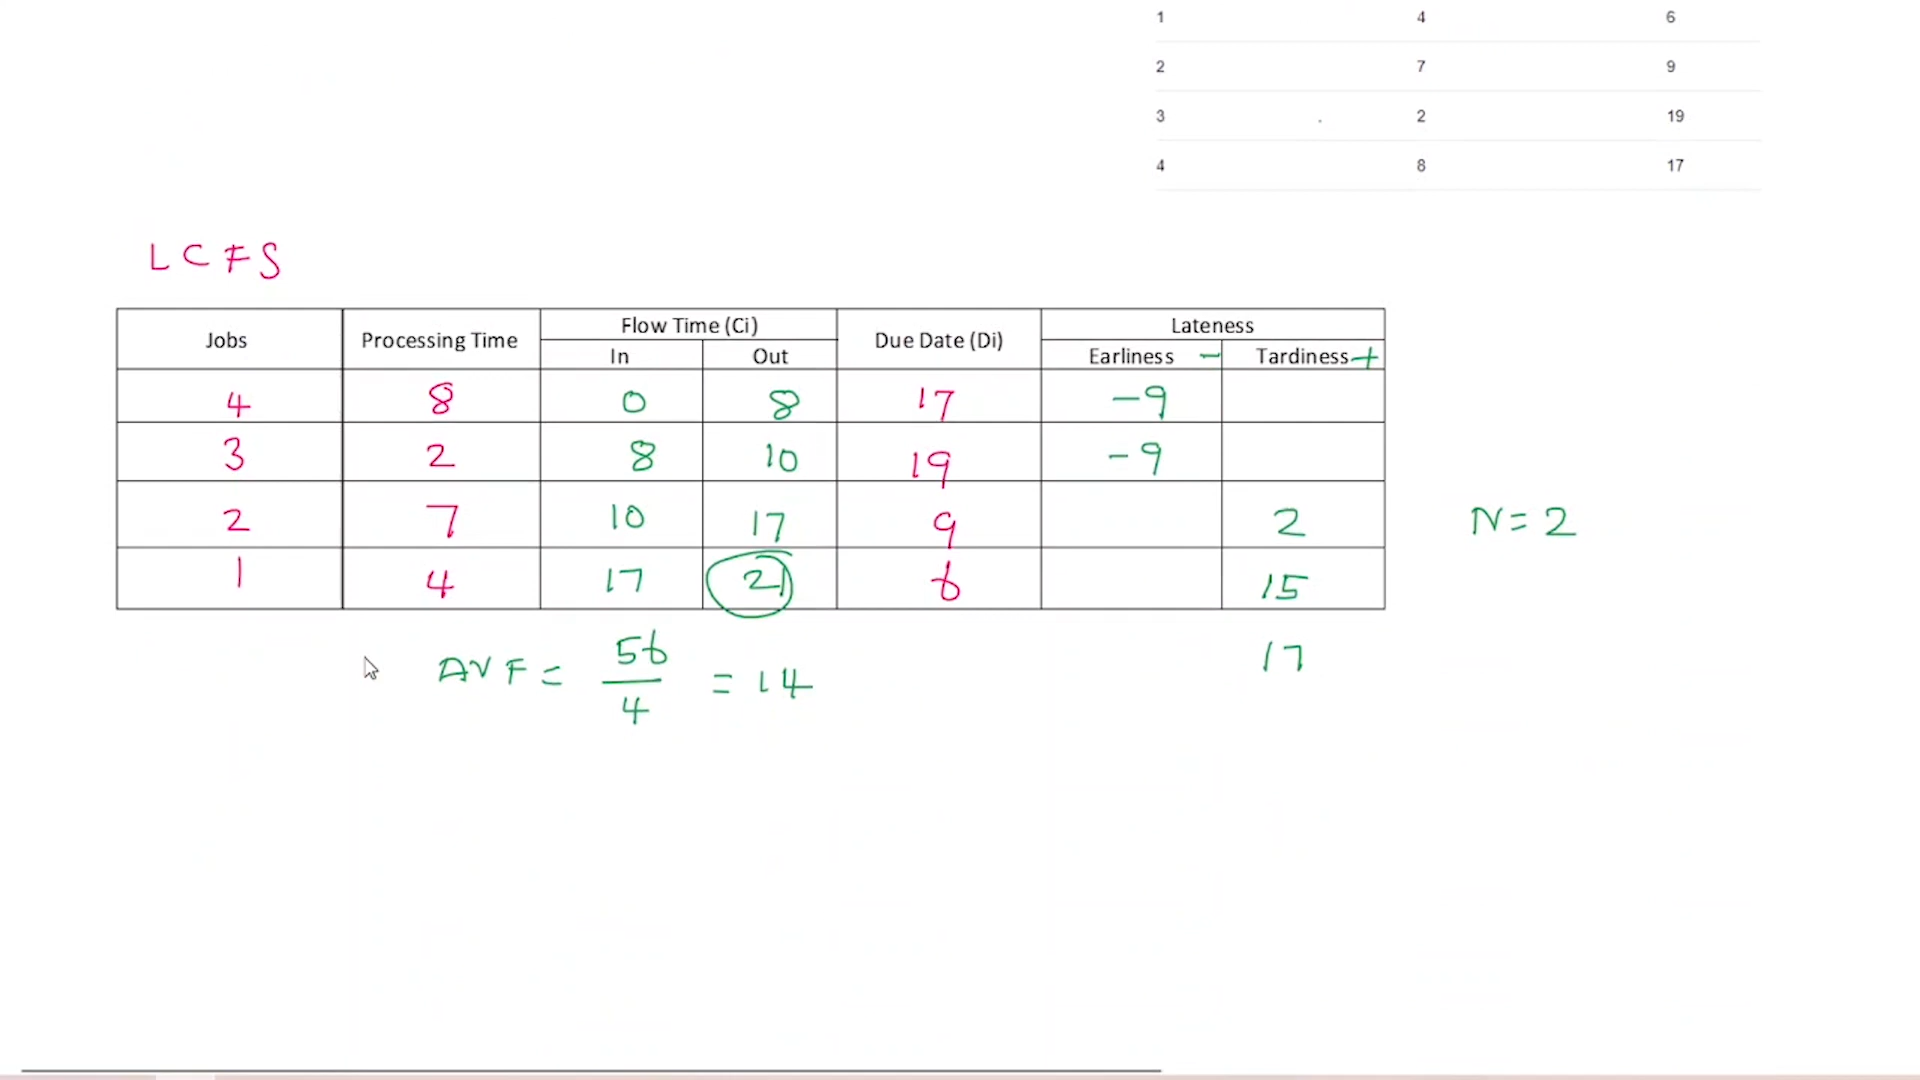 1 4 6
2 7 9
3 2 19
4 8 17
LCFS
Jobs Processing Time Flow Time (Ci) Due Date (Di) Lateness
In Out Earliness - Tardiness +
4 8 0 8 17 -9
3 2 8 10 19 -9
2 7 10 17 9 2 N = 2
1 4 17 21 6 15
AVF = 56/4 = 14 17